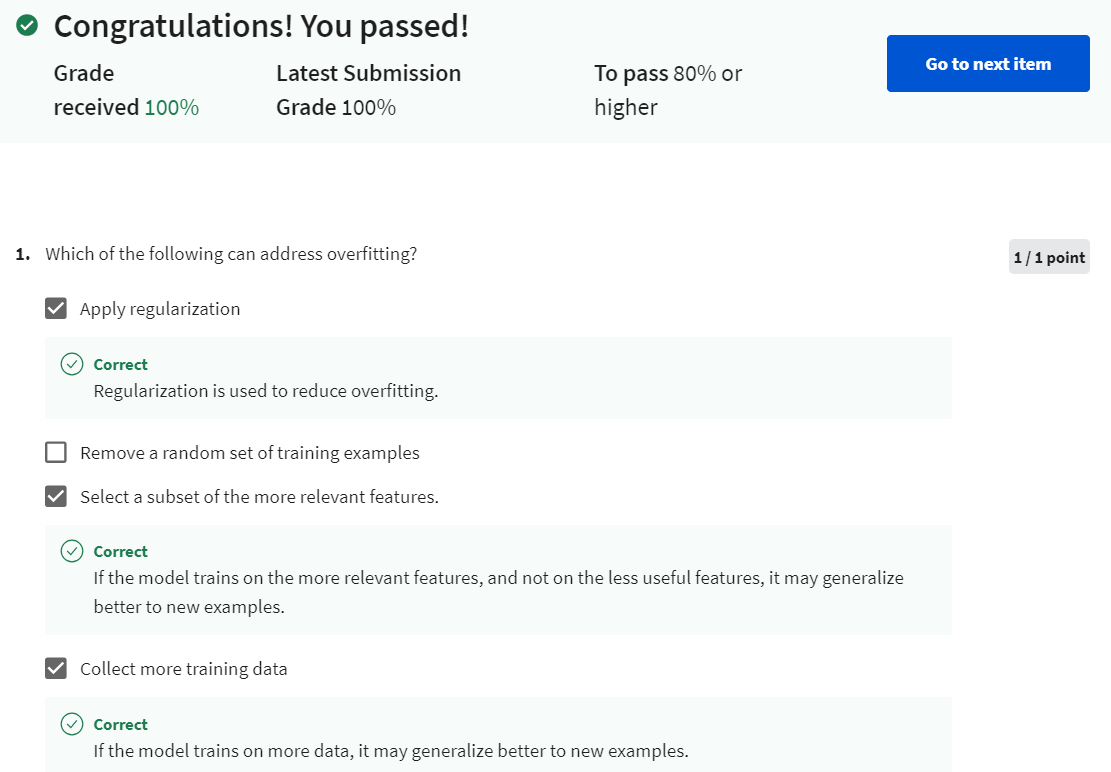 Congratulations! You passed!
Grade
received 100%
Latest Submission
Grade 100%
To pass 80% or
higher
Go to next item
1. Which of the following can address overfitting?
1 / 1 point
Apply regularization
Correct
Regularization is used to reduce overfitting.
Remove a random set of training examples
Select a subset of the more relevant features.
Correct
If the model trains on the more relevant features, and not on the less useful features, it may generalize
better to new examples.
Collect more training data
Correct
If the model trains on more data, it may generalize better to new examples.